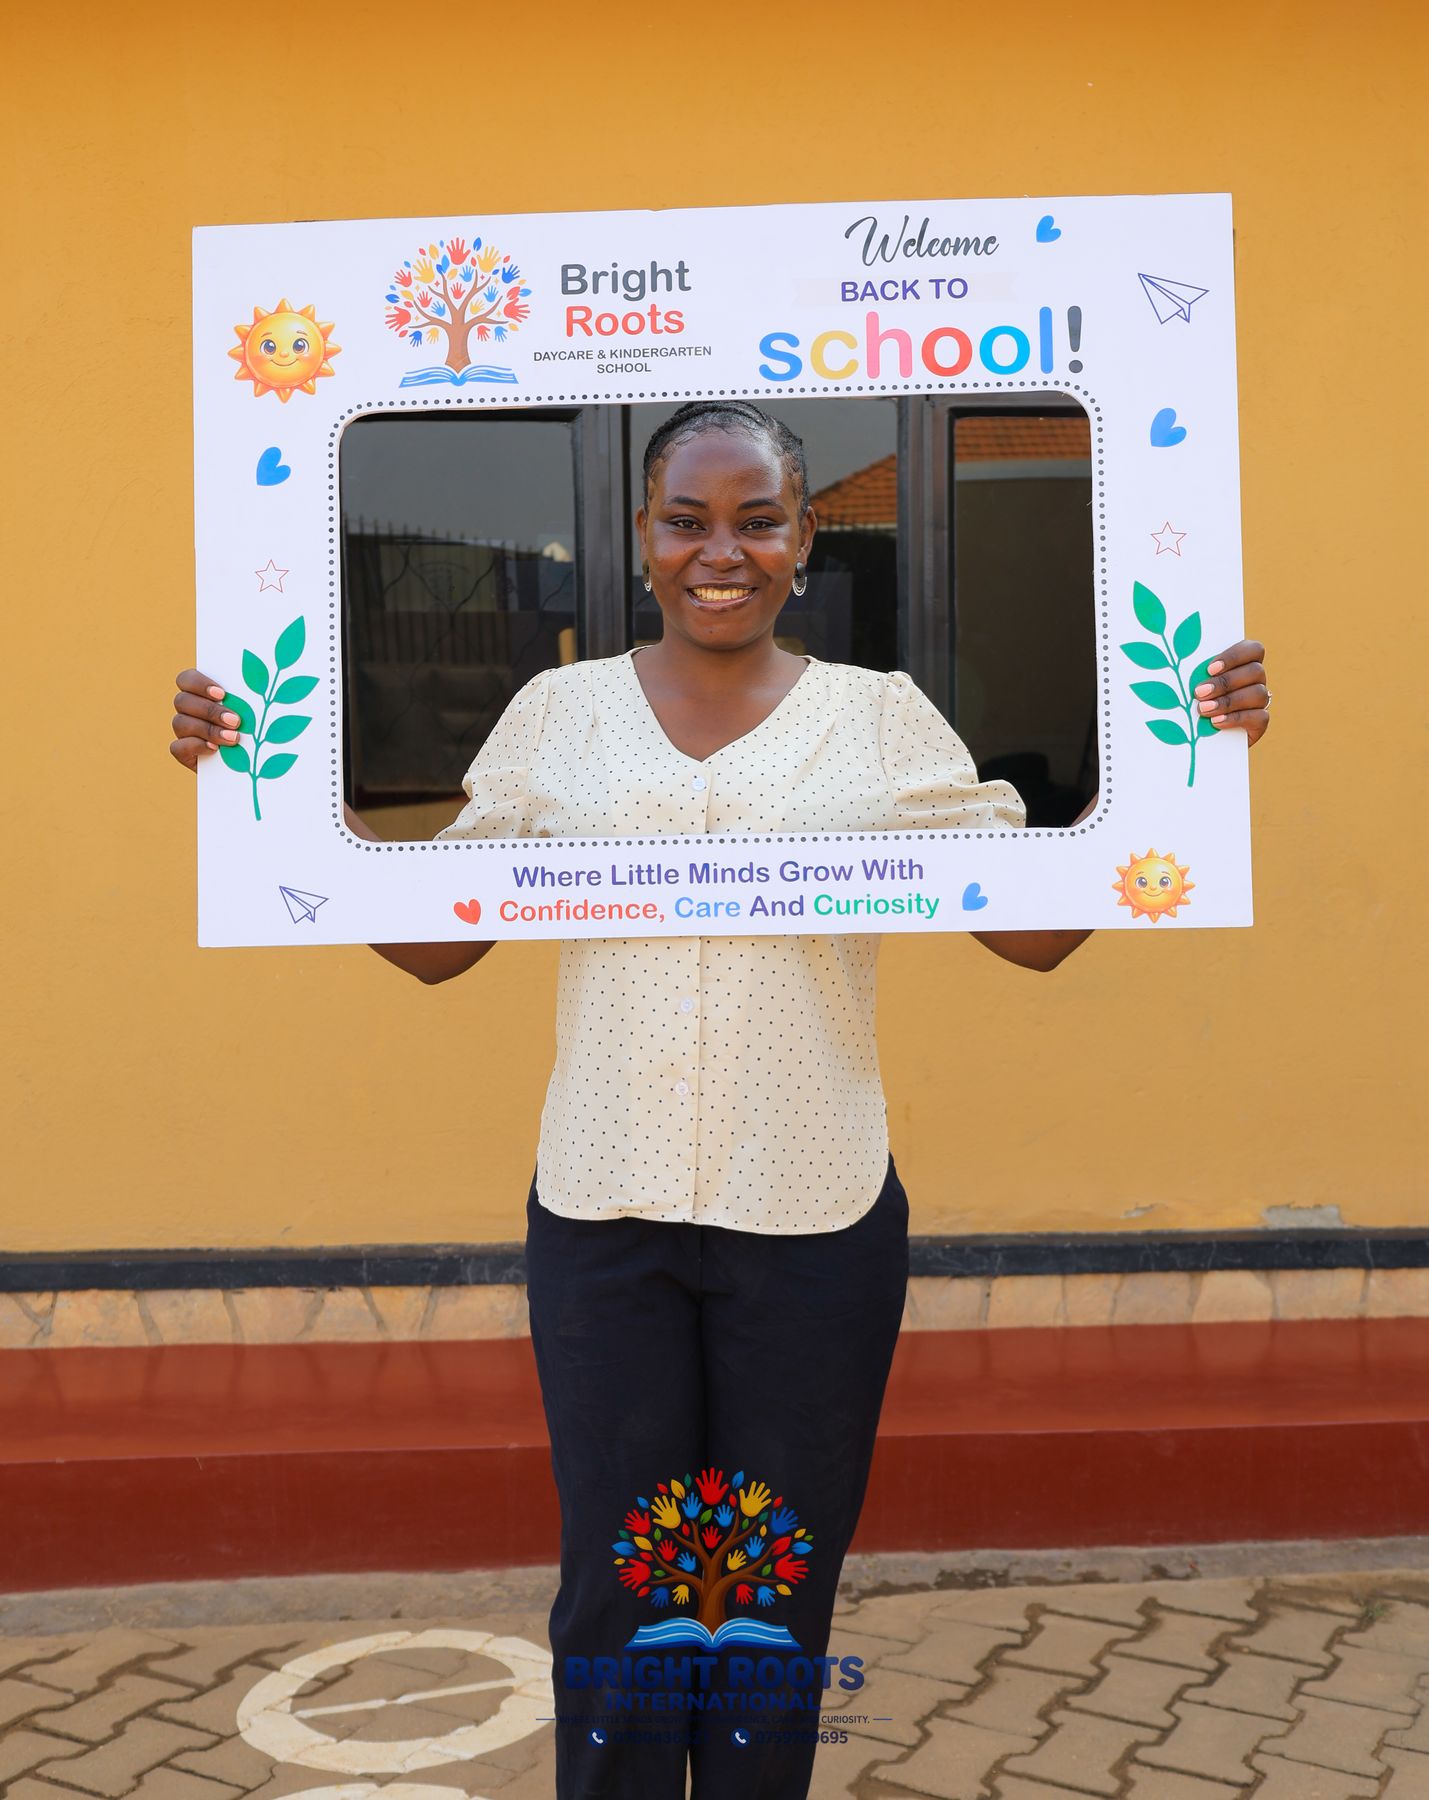 Bright
Roots
DAYCARE & KINDERGARTEN
SCHOOL
Welcome
BACK TO
school!
Where Little Minds Grow With
Confidence, Care And Curiosity
BRIGHT ROOTS
INTERNATIONAL
CURIOSITY.